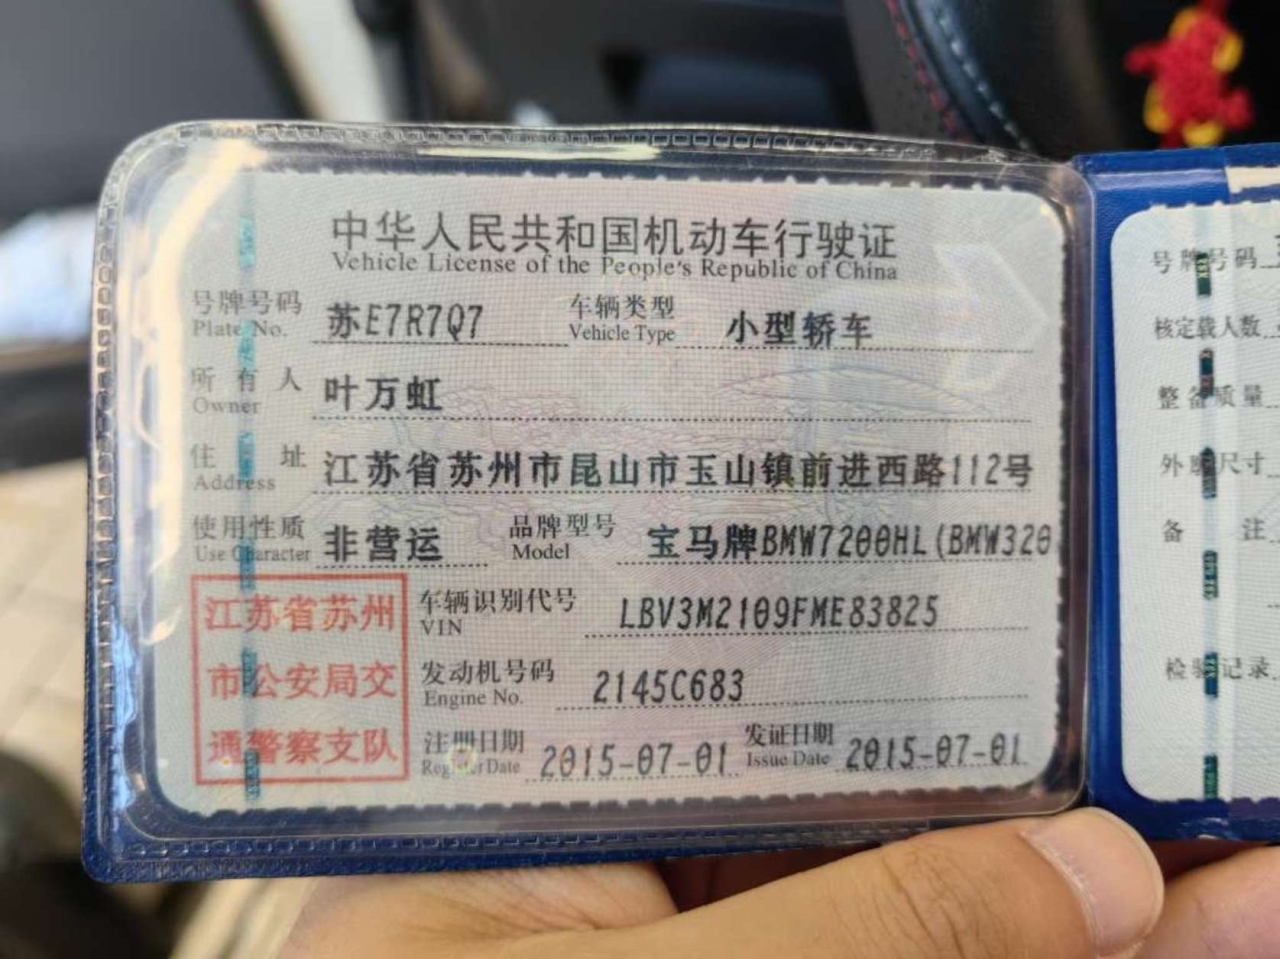 中华人民共和国机动车行驶证
Vehicle License of the People's Republic of China
号牌号码 苏E7R7Q7 车辆类型 小型轿车
Plate No. Vehicle Type
所有人 叶万虹
Owner
住址 江苏省苏州市昆山市玉山镇前进西路112号
Address
使用性质 非营运 品牌型号 宝马牌BMW7200HL(BMW320
Use Character Model
江苏省苏州
市公安局交
通警察支队
车辆识别代号 LBV3M2109FME83825
VIN
发动机号码 2145C683
Engine No.
注册日期 2015-07-01 发证日期 2015-07-01
Register Date Issue Date
号牌号码
核定载人数
整备质量
外廓尺寸
备注
检验记录